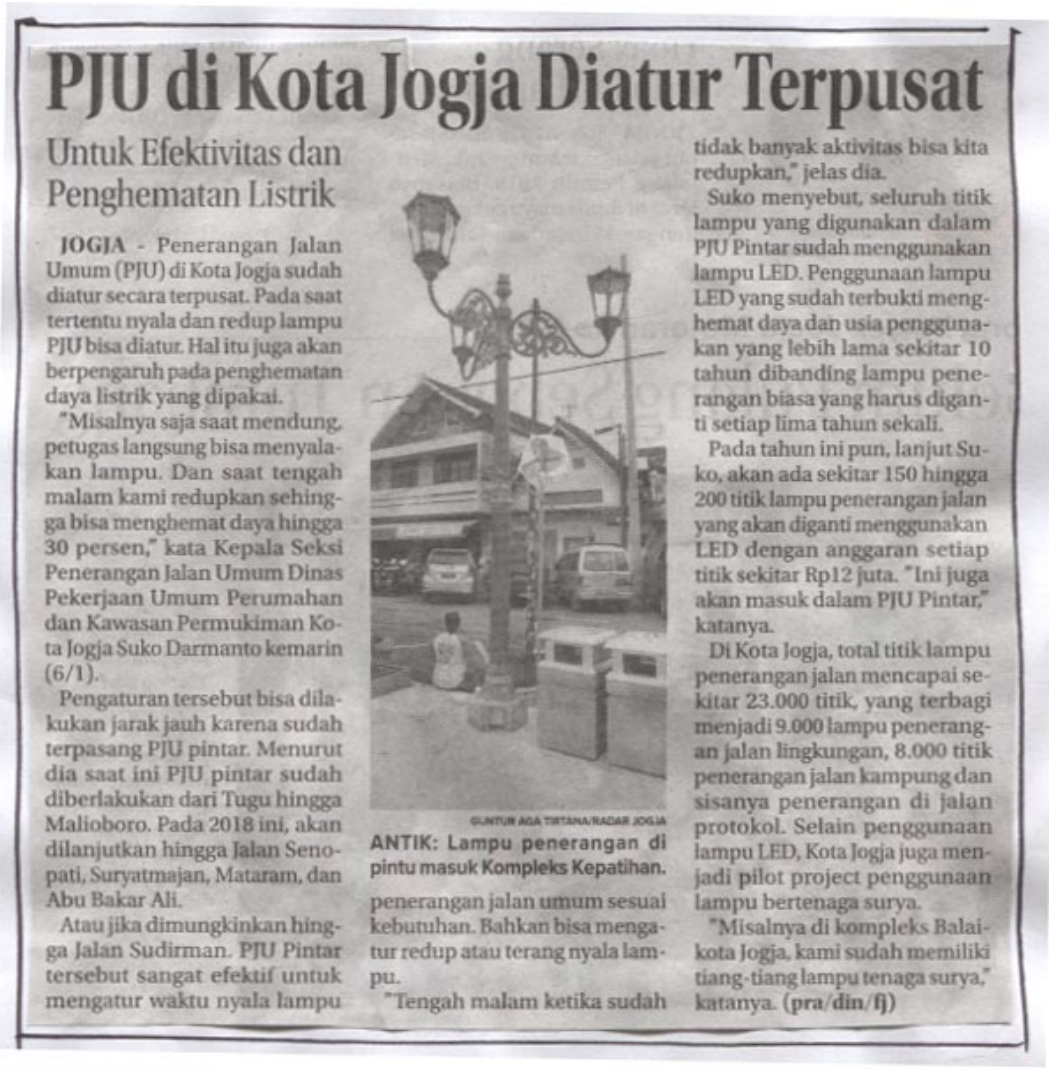 PJU di Kota Jogja Diatur Terpusat
Untuk Efektivitas dan
Penghematan Listrik
JOGJA - Penerangan Jalan
Umum (PJU) di Kota Jogja sudah
diatur secara terpusat. Pada saat
tertentu nyala dan redup lampu
PJU bisa diatur. Hal itu juga akan
berpengaruh pada penghematan
daya listrik yang dipakai.
"Misalnya saja saat mendung,
petugas langsung bisa menyala-
kan lampu. Dan saat tengah
malam kami redupkan sehing-
ga bisa menghemat daya hingga
30 persen," kata Kepala Seksi
Penerangan Jalan Umum Dinas
Pekerjaan Umum Perumahan
dan Kawasan Permukiman Ko-
ta Jogja Suko Darmanto kemarin
(6/1).
Pengaturan tersebut bisa dila-
kukan jarak jauh karena sudah
terpasang PJU pintar. Menurut
dia saat ini PJU pintar sudah
diberlakukan dari Tugu hingga
Malioboro. Pada 2018 ini, akan
dilanjutkan hingga Jalan Seno-
pati, Suryatmajan, Mataram, dan
Abu Bakar Ali.
Atau jika dimungkinkan hing-
ga Jalan Sudirman. PJU Pintar
tersebut sangat efektif untuk
mengatur waktu nyala lampu
GUNTUR AGA TIRTANA/RADAR JOGJA
ANTIK: Lampu penerangan di
pintu masuk Kompleks Kepatihan.
penerangan jalan umum sesuai
kebutuhan. Bahkan bisa menga-
tur redup atau terang nyala lam-
pu.
"Tengah malam ketika sudah
tidak banyak aktivitas bisa kita
redupkan," jelas dia.
Suko menyebut, seluruh titik
lampu yang digunakan dalam
PJU Pintar sudah menggunakan
lampu LED. Penggunaan lampu
LED yang sudah terbukti meng-
hemat daya dan usia pengguna-
kan yang lebih lama sekitar 10
tahun dibanding lampu pene-
rangan biasa yang harus digan-
ti setiap lima tahun sekali.
Pada tahun ini pun, lanjut Su-
ko, akan ada sekitar 150 hingga
200 titik lampu penerangan jalan
yang akan diganti menggunakan
LED dengan anggaran setiap
titik sekitar Rp12 juta. "Ini juga
akan masuk dalam PJU Pintar,"
katanya.
Di Kota Jogja, total titik lampu
penerangan jalan mencapai se-
kitar 23.000 titik, yang terbagi
menjadi 9.000 lampu penerang-
an jalan lingkungan, 8.000 titik
penerangan jalan kampung dan
sisanya penerangan di jalan
protokol. Selain penggunaan
lampu LED, Kota Jogja juga men-
jadi pilot project penggunaan
lampu bertenaga surya.
"Misalnya di kompleks Balai-
kota Jogja, kami sudah memiliki
tiang-tiang lampu tenaga surya,"
katanya. (pra/din/fj)